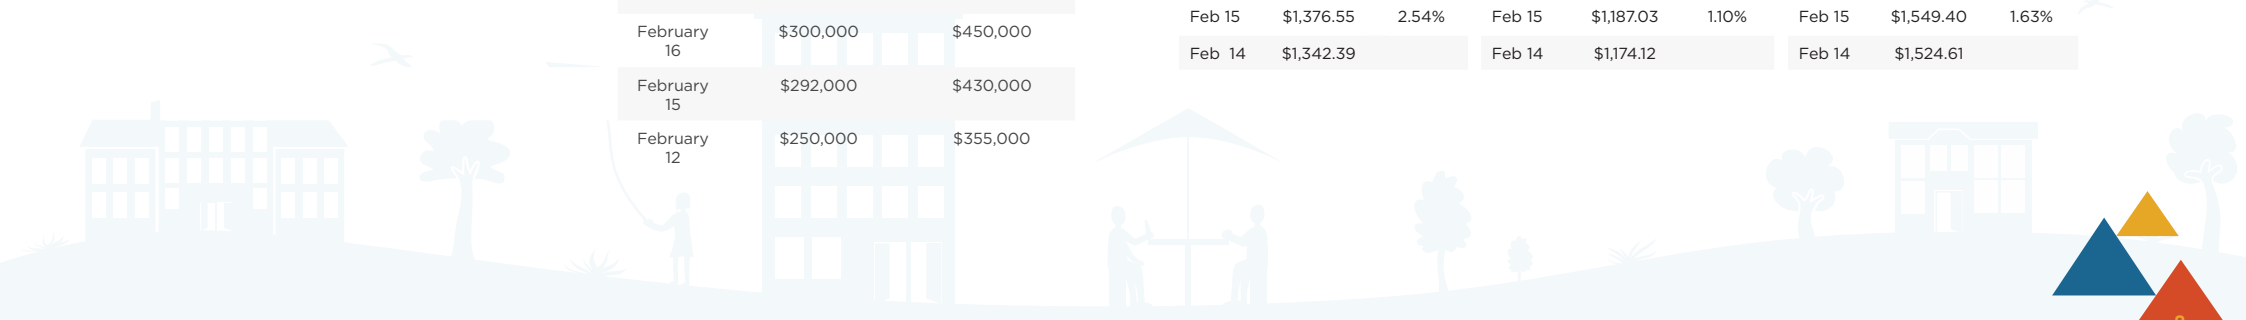 February $300,000 $450,000
16
February $292,000 $430,000
15
February $250,000 $355,000
12
Feb 15 $1,376.55 2.54%
Feb 14 $1,342.39
Feb 15 $1,187.03 1.10%
Feb 14 $1,174.12
Feb 15 $1,549.40 1.63%
Feb 14 $1,524.61